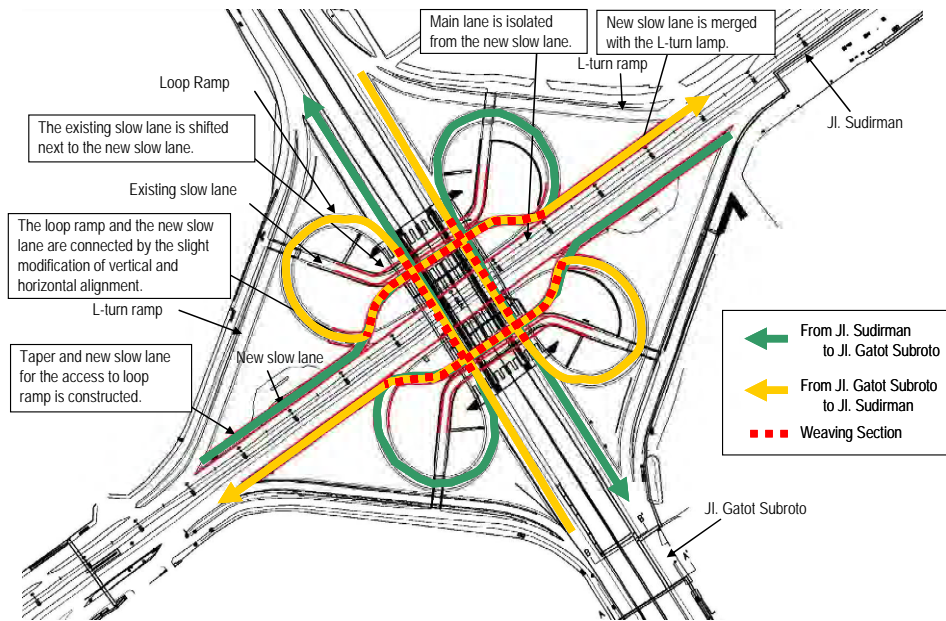 Main lane is isolated
from the new slow lane.
New slow lane is merged
with the L-turn lamp.
L-turn ramp
Loop Ramp
Jl. Sudirman
The existing slow lane is shifted
next to the new slow lane.
Existing slow lane
The loop ramp and the new slow
lane are connected by the slight
modification of vertical and
horizontal alignment.
L-turn ramp
Taper and new slow lane
for the access to loop
ramp is constructed.
New slow lane
From Jl. Sudirman
to Jl. Gatot Subroto
From Jl. Gatot Subroto
to Jl. Sudirman
Weaving Section
Jl. Gatot Subroto
B
B'
A
A'